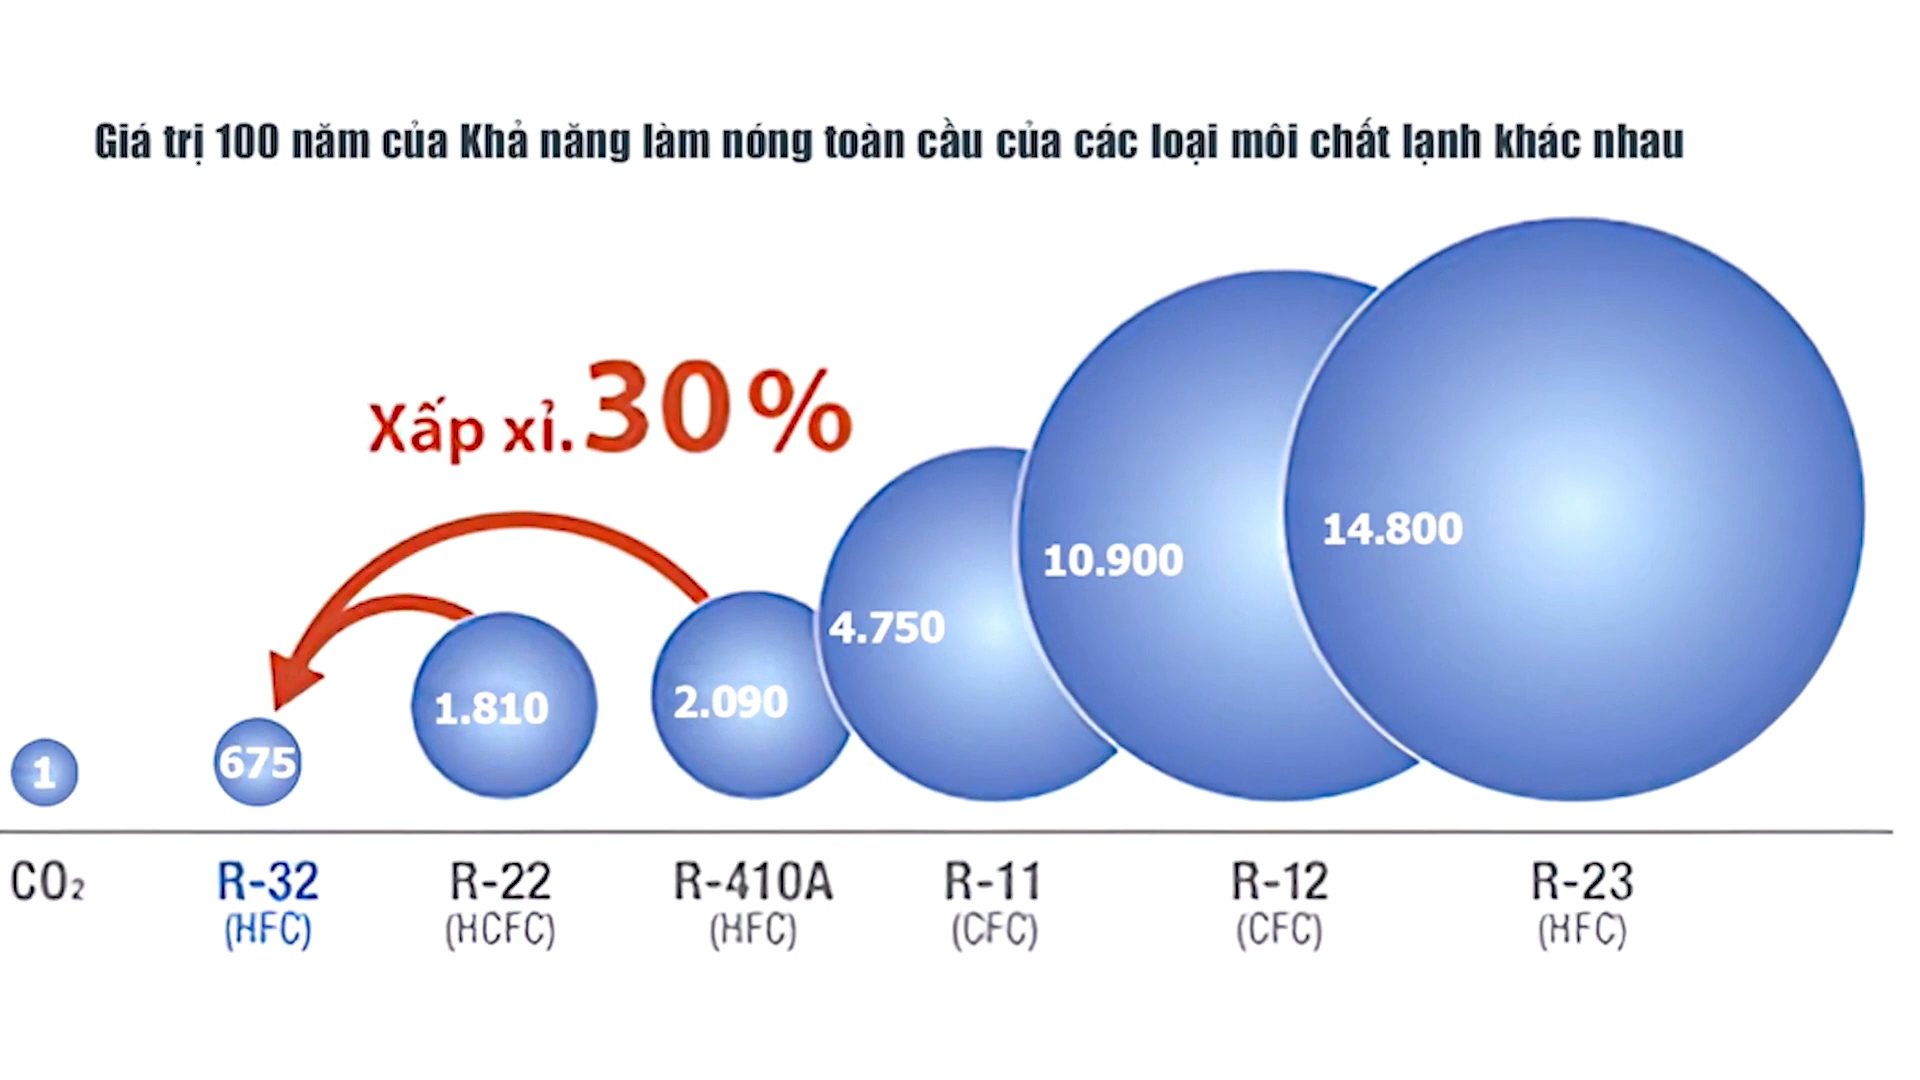 Giá trị 100 năm của Khả năng làm nóng toàn cầu của các loại môi chất lạnh khác nhau
Xấp xỉ.30%
1
675
1.810
2.090
4.750
10.900
14.800
CO₂
R-32
(HFC)
R-22
(HCFC)
R-410A
(HFC)
R-11
(CFC)
R-12
(CFC)
R-23
(HFC)